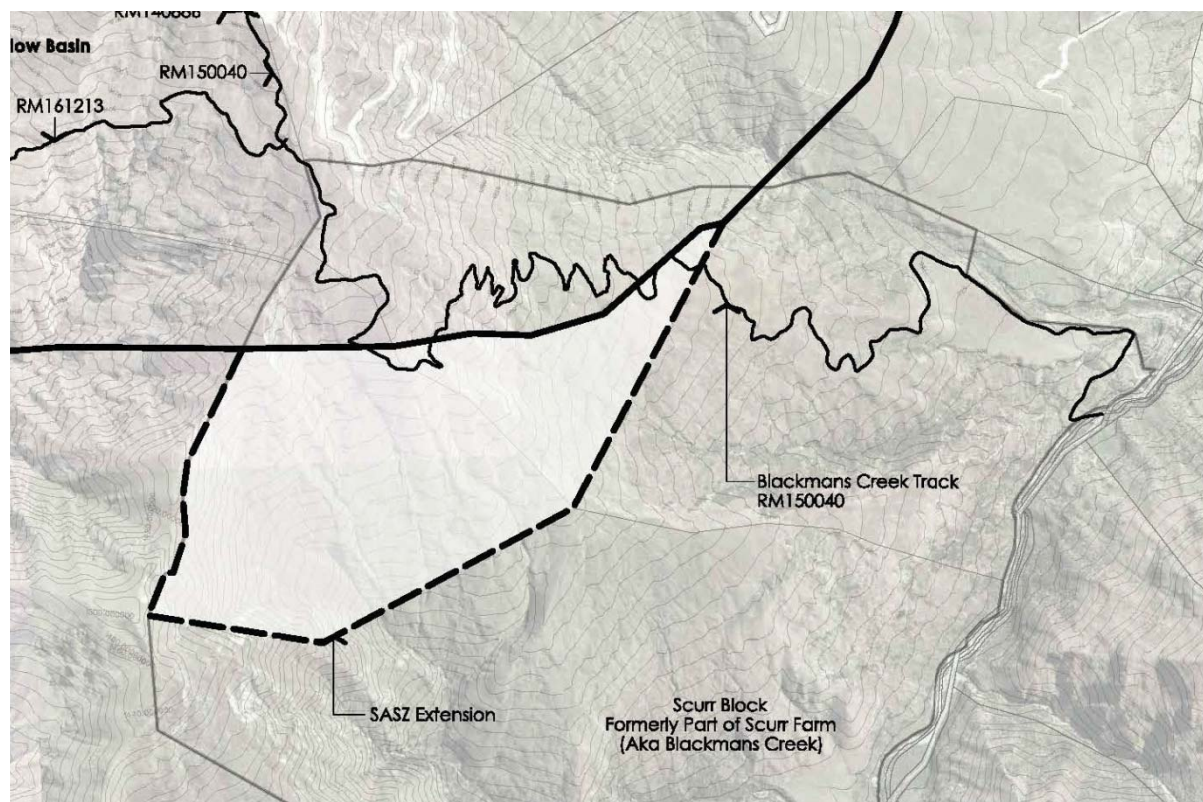 low Basin
RM150040
RM161213
Blackmans Creek Track
RM150040
SASZ Extension
Scurr Block
Formerly Part of Scurr Farm
(Aka Blackmans Creek)